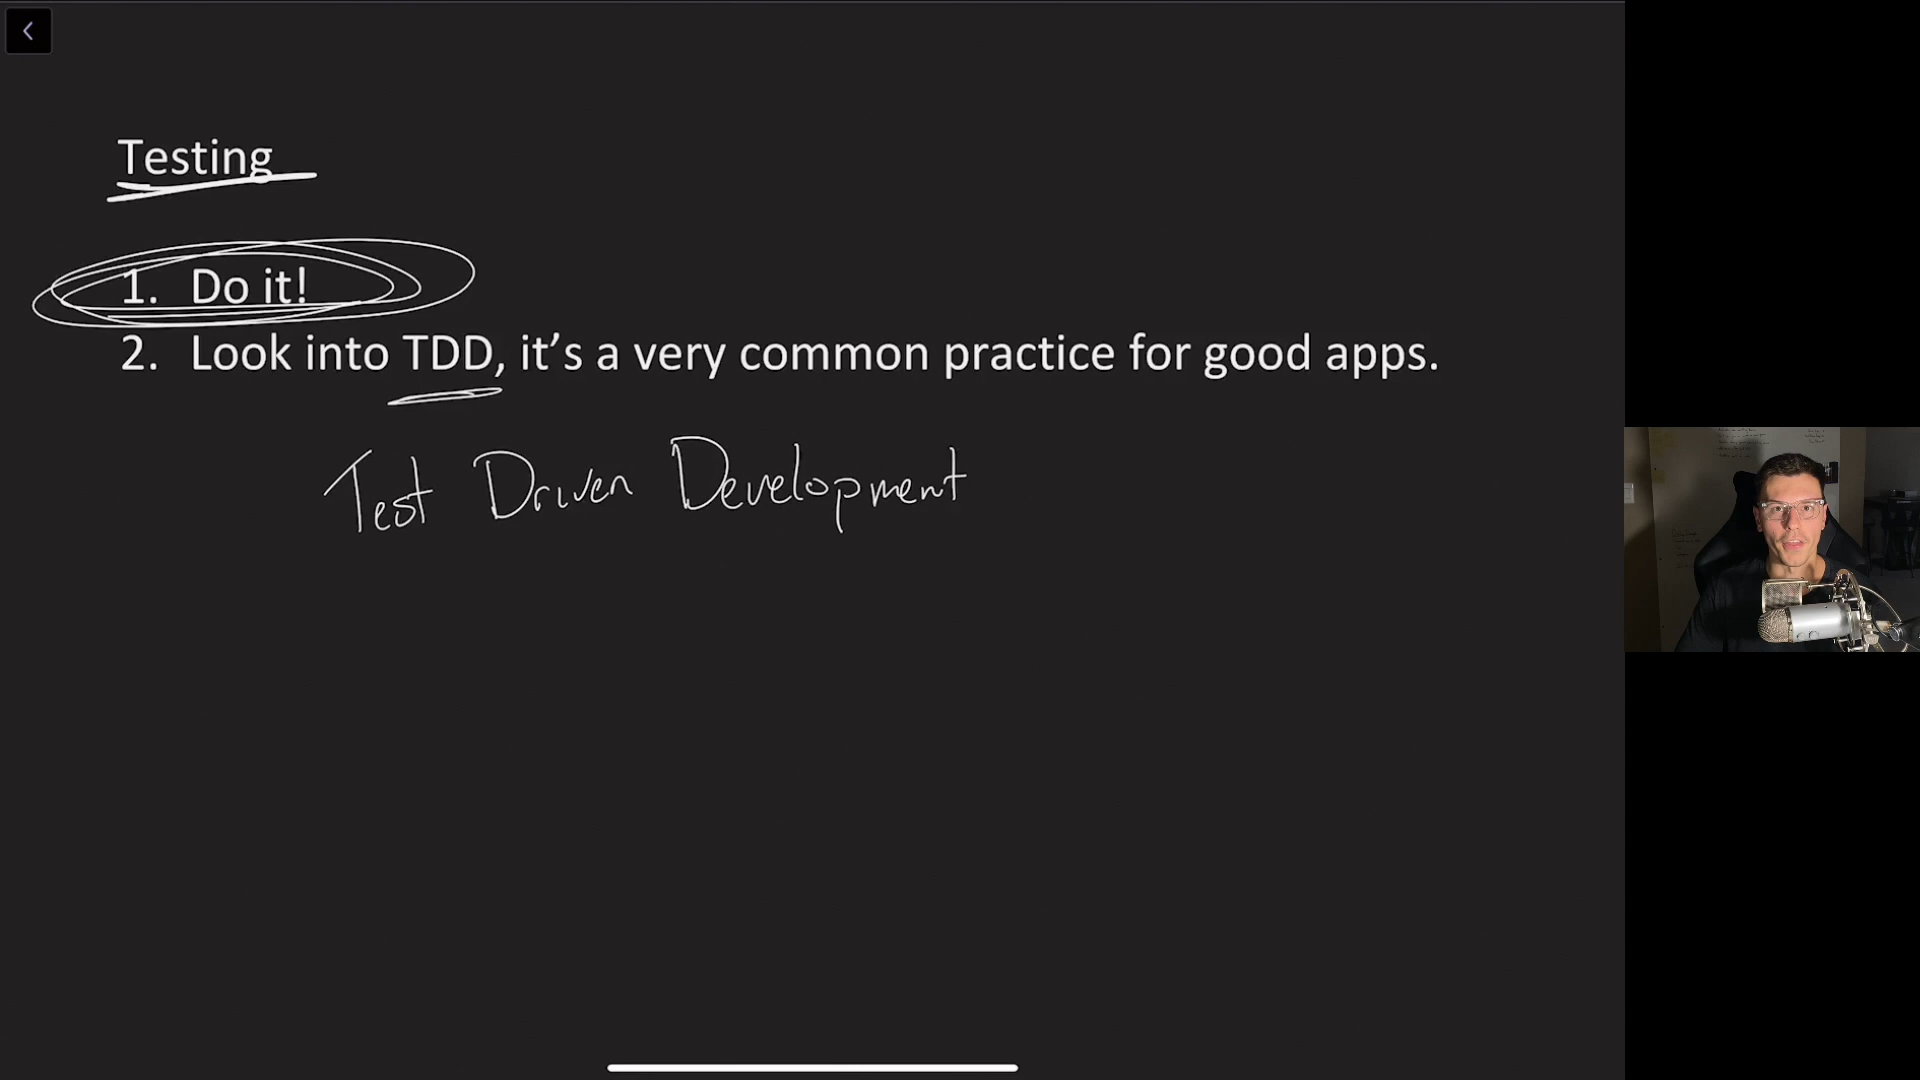 Testing
1. Do it!
2. Look into TDD, it’s a very common practice for good apps.
Test Driven Development